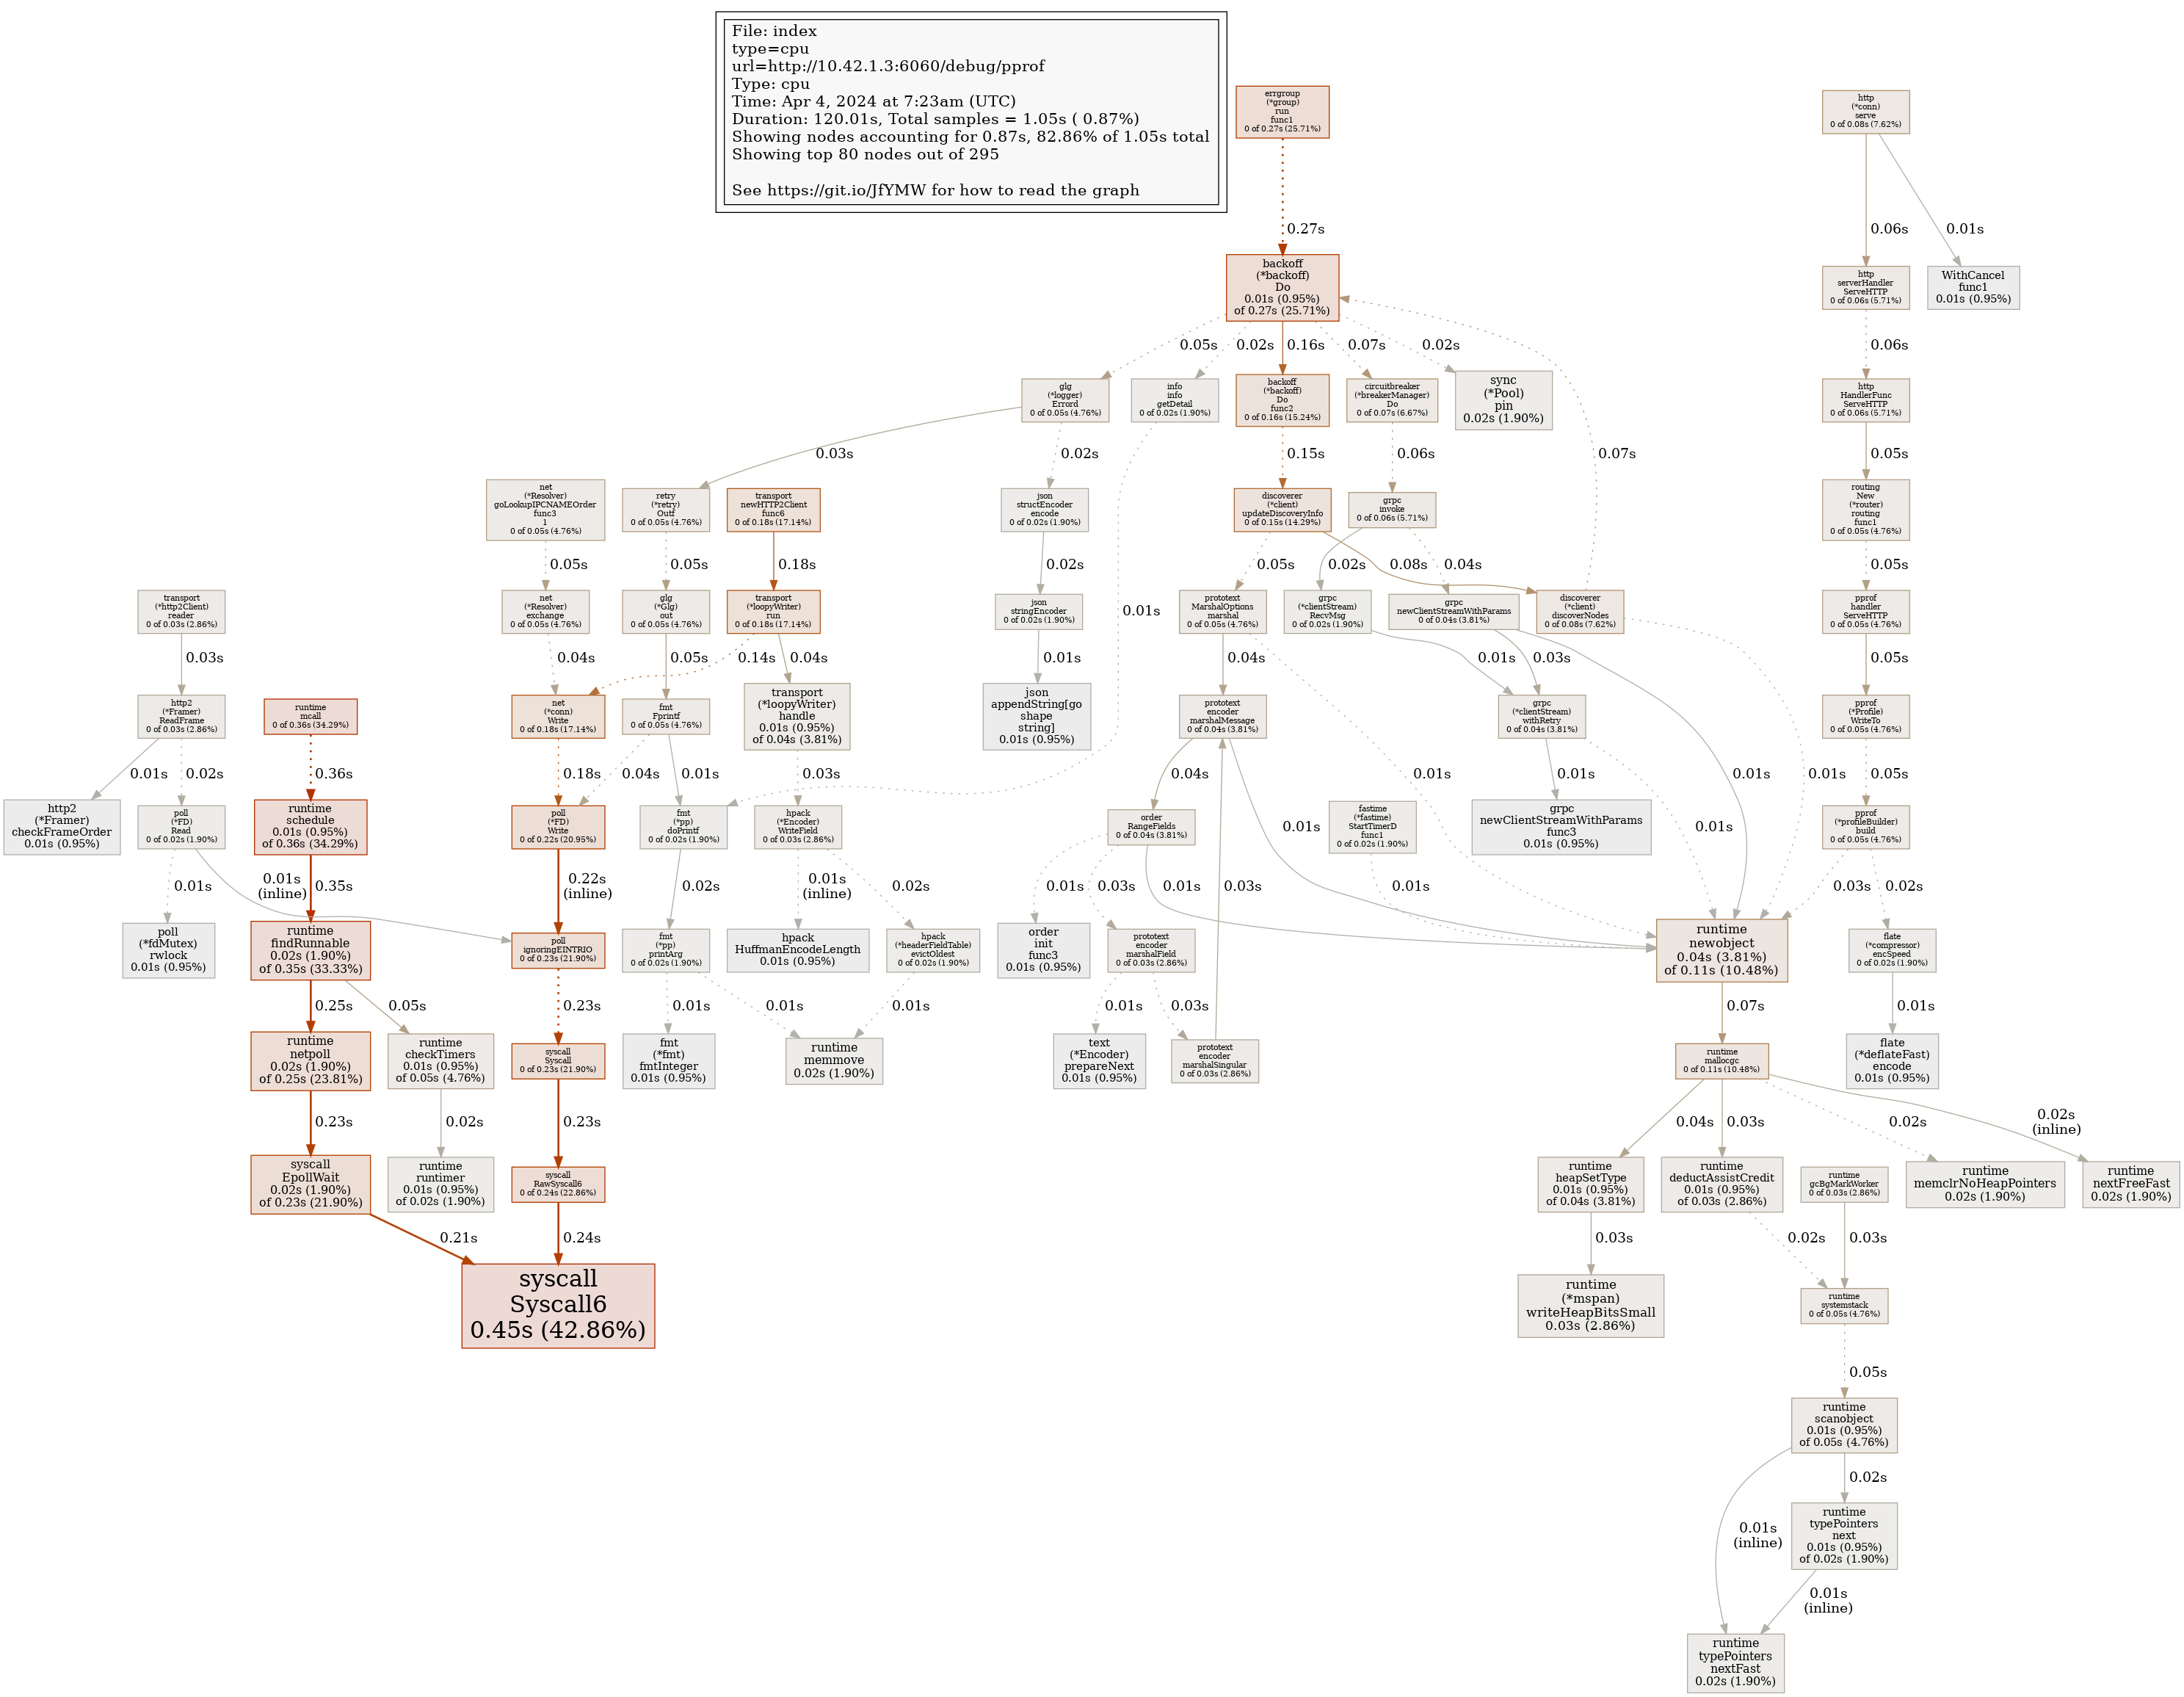 File: index
type=cpu
url=http://10.42.1.3:6060/debug/pprof
Type: cpu
Time: Apr 4, 2024 at 7:23am (UTC)
Duration: 120.01s, Total samples = 1.05s ( 0.87%)
Showing nodes accounting for 0.87s, 82.86% of 1.05s total
Showing top 80 nodes out of 295
See https://git.io/JfYMW for how to read the graph
errgroup
(*group)
run
func1
0 of 0.27s (25.71%)
http
(*conn)
serve
0 of 0.08s (7.62%)
0.27s
0.06s
0.01s
backoff
(*backoff)
Do
0.01s (0.95%)
of 0.27s (25.71%)
http
serverHandler
ServeHTTP
0 of 0.06s (5.71%)
WithCancel
func1
0.01s (0.95%)
0.05s
0.02s
0.16s
0.07s
0.02s
0.06s
glg
(*logger)
Errord
0 of 0.05s (4.76%)
info
info
getDetail
0 of 0.02s (1.90%)
backoff
(*backoff)
Do
func2
0 of 0.16s (15.24%)
circuitbreaker
(*breakerManager)
Do
0 of 0.07s (6.67%)
sync
(*Pool)
pin
0.02s (1.90%)
http
HandlerFunc
ServeHTTP
0 of 0.06s (5.71%)
0.03s
0.02s
0.15s
0.06s
0.07s
0.05s
net
(*Resolver)
goLookupIPCNAMEOrder
func3
1
0 of 0.05s (4.76%)
retry
(*retry)
Outf
0 of 0.05s (4.76%)
transport
newHTTP2Client
func6
0 of 0.18s (17.14%)
json
structEncoder
encode
0 of 0.02s (1.90%)
discoverer
(*client)
updateDiscoveryInfo
0 of 0.15s (14.29%)
grpc
invoke
0 of 0.06s (5.71%)
routing
New
(*router)
routing
func1
0 of 0.05s (4.76%)
0.05s
0.05s
0.18s
0.02s
0.05s
0.02s
0.08s
0.04s
0.05s
transport
(*http2Client)
reader
0 of 0.03s (2.86%)
net
(*Resolver)
exchange
0 of 0.05s (4.76%)
glg
(*Glg)
out
0 of 0.05s (4.76%)
transport
(*loopyWriter)
run
0 of 0.18s (17.14%)
json
stringEncoder
0 of 0.02s (1.90%)
0.01s
prototext
MarshalOptions
marshal
0 of 0.05s (4.76%)
grpc
(*clientStream)
RecvMsg
0 of 0.02s (1.90%)
grpc
newClientStreamWithParams
0 of 0.04s (3.81%)
discoverer
(*client)
discoverNodes
0 of 0.08s (7.62%)
pprof
handler
ServeHTTP
0 of 0.05s (4.76%)
0.03s
0.04s
0.05s
0.14s
0.04s
0.01s
0.04s
0.01s
0.03s
0.05s
http2
(*Framer)
ReadFrame
0 of 0.03s (2.86%)
runtime
mcall
0 of 0.36s (34.29%)
net
(*conn)
Write
0 of 0.18s (17.14%)
fmt
Fprintf
0 of 0.05s (4.76%)
transport
(*loopyWriter)
handle
0.01s (0.95%)
of 0.04s (3.81%)
json
appendString[go
shape
string]
0.01s (0.95%)
prototext
encoder
marshalMessage
0 of 0.04s (3.81%)
grpc
(*clientStream)
withRetry
0 of 0.04s (3.81%)
pprof
(*Profile)
WriteTo
0 of 0.05s (4.76%)
0.01s
0.02s
0.36s
0.18s
0.04s
0.01s
0.03s
0.04s
0.01s
0.01s
0.01s
0.01s
0.05s
http2
(*Framer)
checkFrameOrder
0.01s (0.95%)
poll
(*FD)
Read
0 of 0.02s (1.90%)
runtime
schedule
0.01s (0.95%)
of 0.36s (34.29%)
poll
(*FD)
Write
0 of 0.22s (20.95%)
fmt
(*pp)
doPrintf
0 of 0.02s (1.90%)
hpack
(*Encoder)
WriteField
0 of 0.03s (2.86%)
order
RangeFields
0 of 0.04s (3.81%)
0.01s
fastime
(*fastime)
StartTimerD
func1
0 of 0.02s (1.90%)
grpc
newClientStreamWithParams
func3
0.01s (0.95%)
0.01s
pprof
(*profileBuilder)
build
0 of 0.05s (4.76%)
0.01s
0.01s
(inline)
0.35s
0.22s
(inline)
0.02s
0.01s
(inline)
0.02s
0.01s
0.03s
0.01s
0.01s
0.03s
0.03s
0.02s
poll
(*fdMutex)
rwlock
0.01s (0.95%)
runtime
findRunnable
0.02s (1.90%)
of 0.35s (33.33%)
poll
ignoringEINTRIO
0 of 0.23s (21.90%)
fmt
(*pp)
printArg
0 of 0.02s (1.90%)
hpack
HuffmanEncodeLength
0.01s (0.95%)
hpack
(*headerFieldTable)
evictOldest
0 of 0.02s (1.90%)
order
init
func3
0.01s (0.95%)
prototext
encoder
marshalField
0 of 0.03s (2.86%)
runtime
newobject
0.04s (3.81%)
of 0.11s (10.48%)
flate
(*compressor)
encSpeed
0 of 0.02s (1.90%)
0.25s
0.05s
0.23s
0.01s
0.01s
0.01s
0.01s
0.03s
0.07s
0.01s
runtime
netpoll
0.02s (1.90%)
of 0.25s (23.81%)
runtime
checkTimers
0.01s (0.95%)
of 0.05s (4.76%)
syscall
Syscall
0 of 0.23s (21.90%)
fmt
(*fmt)
fmtInteger
0.01s (0.95%)
runtime
memmove
0.02s (1.90%)
text
(*Encoder)
prepareNext
0.01s (0.95%)
prototext
encoder
marshalSingular
0 of 0.03s (2.86%)
runtime
mallocgc
0 of 0.11s (10.48%)
flate
(*deflateFast)
encode
0.01s (0.95%)
0.23s
0.02s
0.23s
0.04s
0.03s
0.02s
0.02s
(inline)
syscall
EpollWait
0.02s (1.90%)
of 0.23s (21.90%)
runtime
runtimer
0.01s (0.95%)
of 0.02s (1.90%)
syscall
RawSyscall6
0 of 0.24s (22.86%)
runtime
heapSetType
0.01s (0.95%)
of 0.04s (3.81%)
runtime
deductAssistCredit
0.01s (0.95%)
of 0.03s (2.86%)
runtime
gcBgMarkWorker
0 of 0.03s (2.86%)
runtime
memclrNoHeapPointers
0.02s (1.90%)
runtime
nextFreeFast
0.02s (1.90%)
0.21s
0.24s
0.03s
0.02s
0.03s
syscall
Syscall6
0.45s (42.86%)
runtime
(*mspan)
writeHeapBitsSmall
0.03s (2.86%)
runtime
systemstack
0 of 0.05s (4.76%)
0.05s
runtime
scanobject
0.01s (0.95%)
of 0.05s (4.76%)
0.02s
0.01s
(inline)
runtime
typePointers
next
0.01s (0.95%)
of 0.02s (1.90%)
0.01s
(inline)
runtime
typePointers
nextFast
0.02s (1.90%)